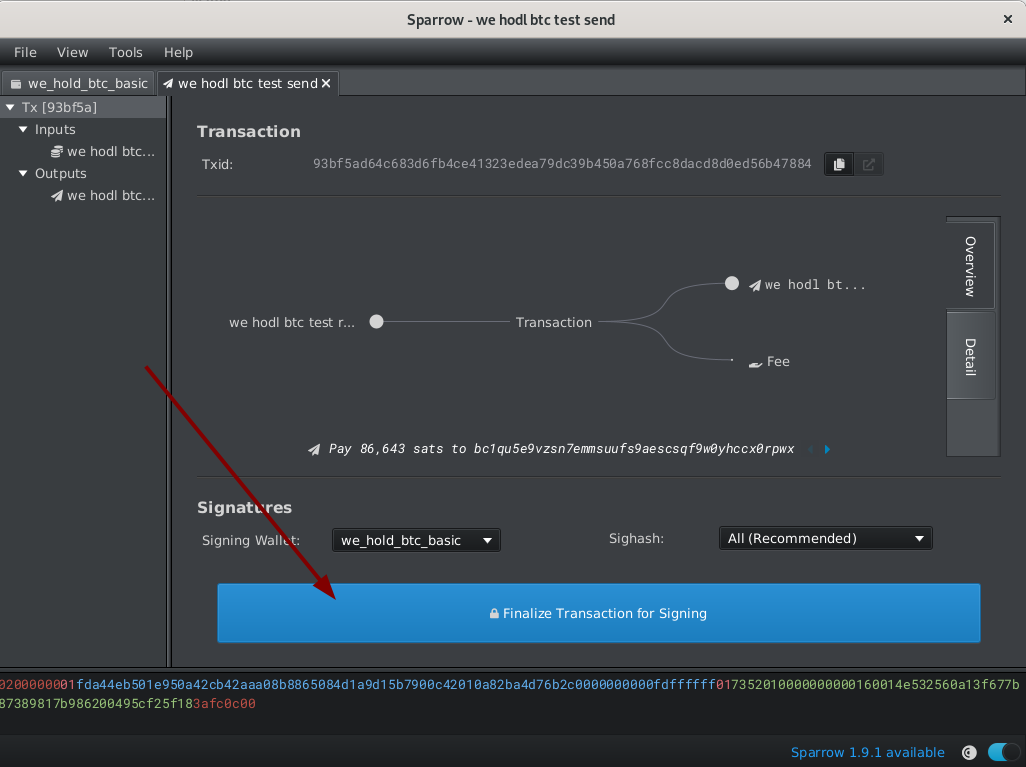 Sparrow - we hodl btc test send
File View Tools Help
we_hold_btc_basic we hodl btc test send
Tx [93bf5a]
Inputs
we hodl btc...
Outputs
we hodl btc...
Transaction
Txid: 93bf5ad64c683d6fb4ce41323edea79dc39b450a768fcc8dacd8d0ed56b47884
Overview
Detail
we hodl btc test r...
Transaction
we hodl bt...
Fee
Pay 86,643 sats to bc1qu5e9vzsn7emmsuufs9aescsqf9w0yhccx0rpwx
Signatures
Signing Wallet: we_hold_btc_basic Sighash: All (Recommended)
Finalize Transaction for Signing
0200000001fda44eb501e950a42cb42aaa08b8865084d1a9d15b7900c42010a82ba4d76b2c0000000000fdffffff017352010000000000160014e532560a13f677b
87389817b986200495cf25f183afc0c00
Sparrow 1.9.1 available